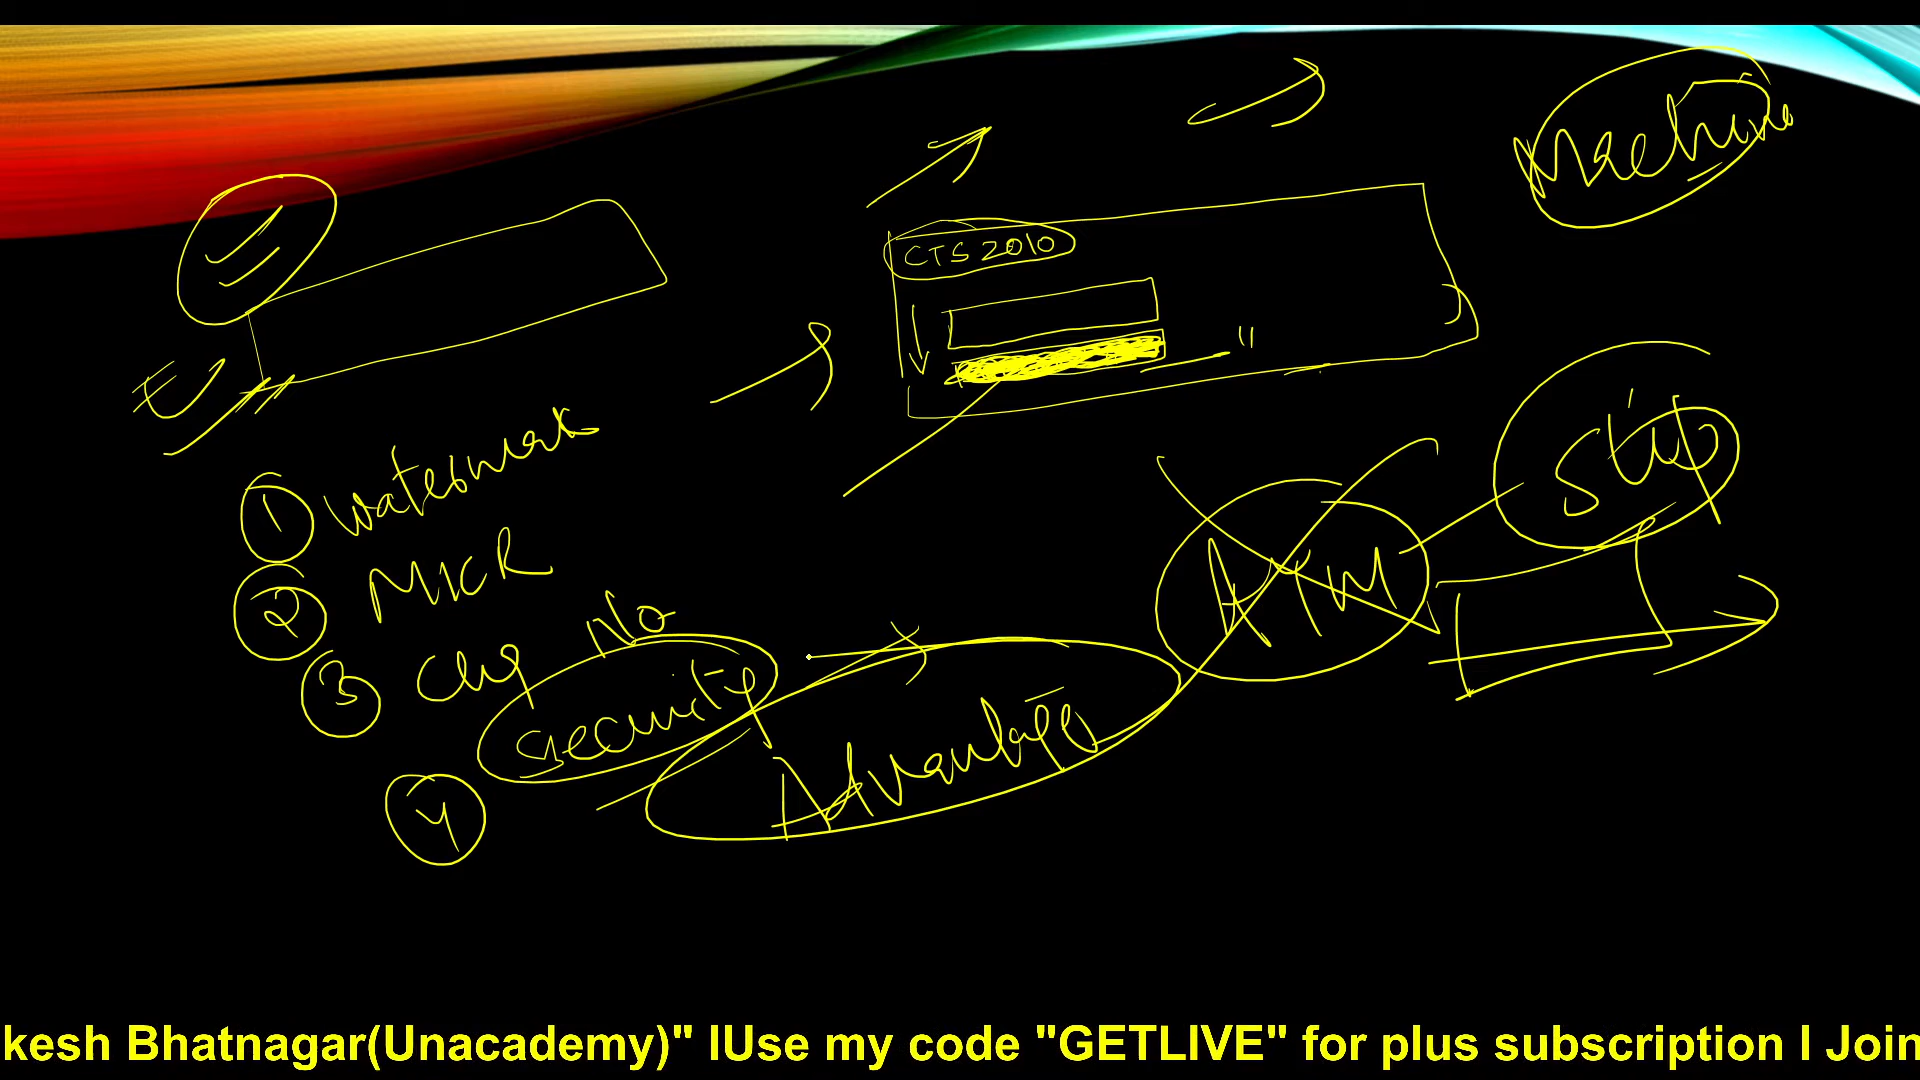 Machine
CTS 2010
"
① Watermark
② MICR
③ Chq No
Security
④
Advantage
ATM
Stip
kesh Bhatnagar(Unacademy)" lUse my code "GETLIVE" for plus subscription I Join